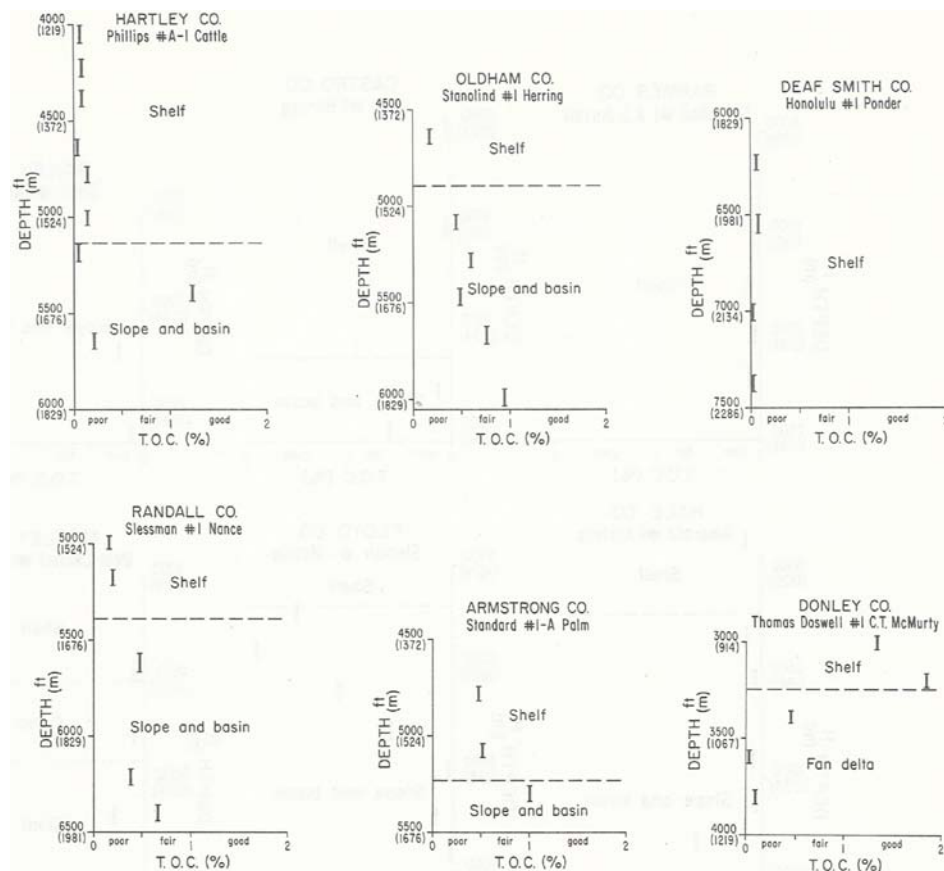 HARTLEY CO.
Phillips #A-1 Cattle
4000
(1219)
4500
(1372)
5000
(1524)
5500
(1676)
6000
(1829)
DEPTH ft (m)
Shelf
Slope and basin
poor fair good
0 1 2
T.O.C. (%)
OLDHAM CO.
Stanolind #1 Herring
4500
(1372)
5000
(1524)
5500
(1676)
6000
(1829)
DEPTH ft (m)
Shelf
Slope and basin
poor fair good
0 1 2
T.O.C. (%)
DEAF SMITH CO.
Honolulu #1 Ponder
6000
(1829)
6500
(1981)
7000
(2134)
7500
(2286)
DEPTH ft (m)
Shelf
poor fair good
0 1 2
T.O.C. (%)
RANDALL CO.
Slessman #1 Nance
5000
(1524)
5500
(1676)
6000
(1829)
6500
(1981)
DEPTH ft (m)
Shelf
Slope and basin
poor fair good
0 1 2
T.O.C. (%)
ARMSTRONG CO.
Standard #1-A Palm
4500
(1372)
5000
(1524)
5500
(1676)
DEPTH ft (m)
Shelf
Slope and basin
poor fair good
0 1 2
T.O.C. (%)
DONLEY CO.
Thomas Doswell #1 C.T. McMurty
3000
(914)
3500
(1067)
4000
(1219)
DEPTH ft (m)
Shelf
Fan delta
poor fair good
0 1 2
T.O.C. (%)